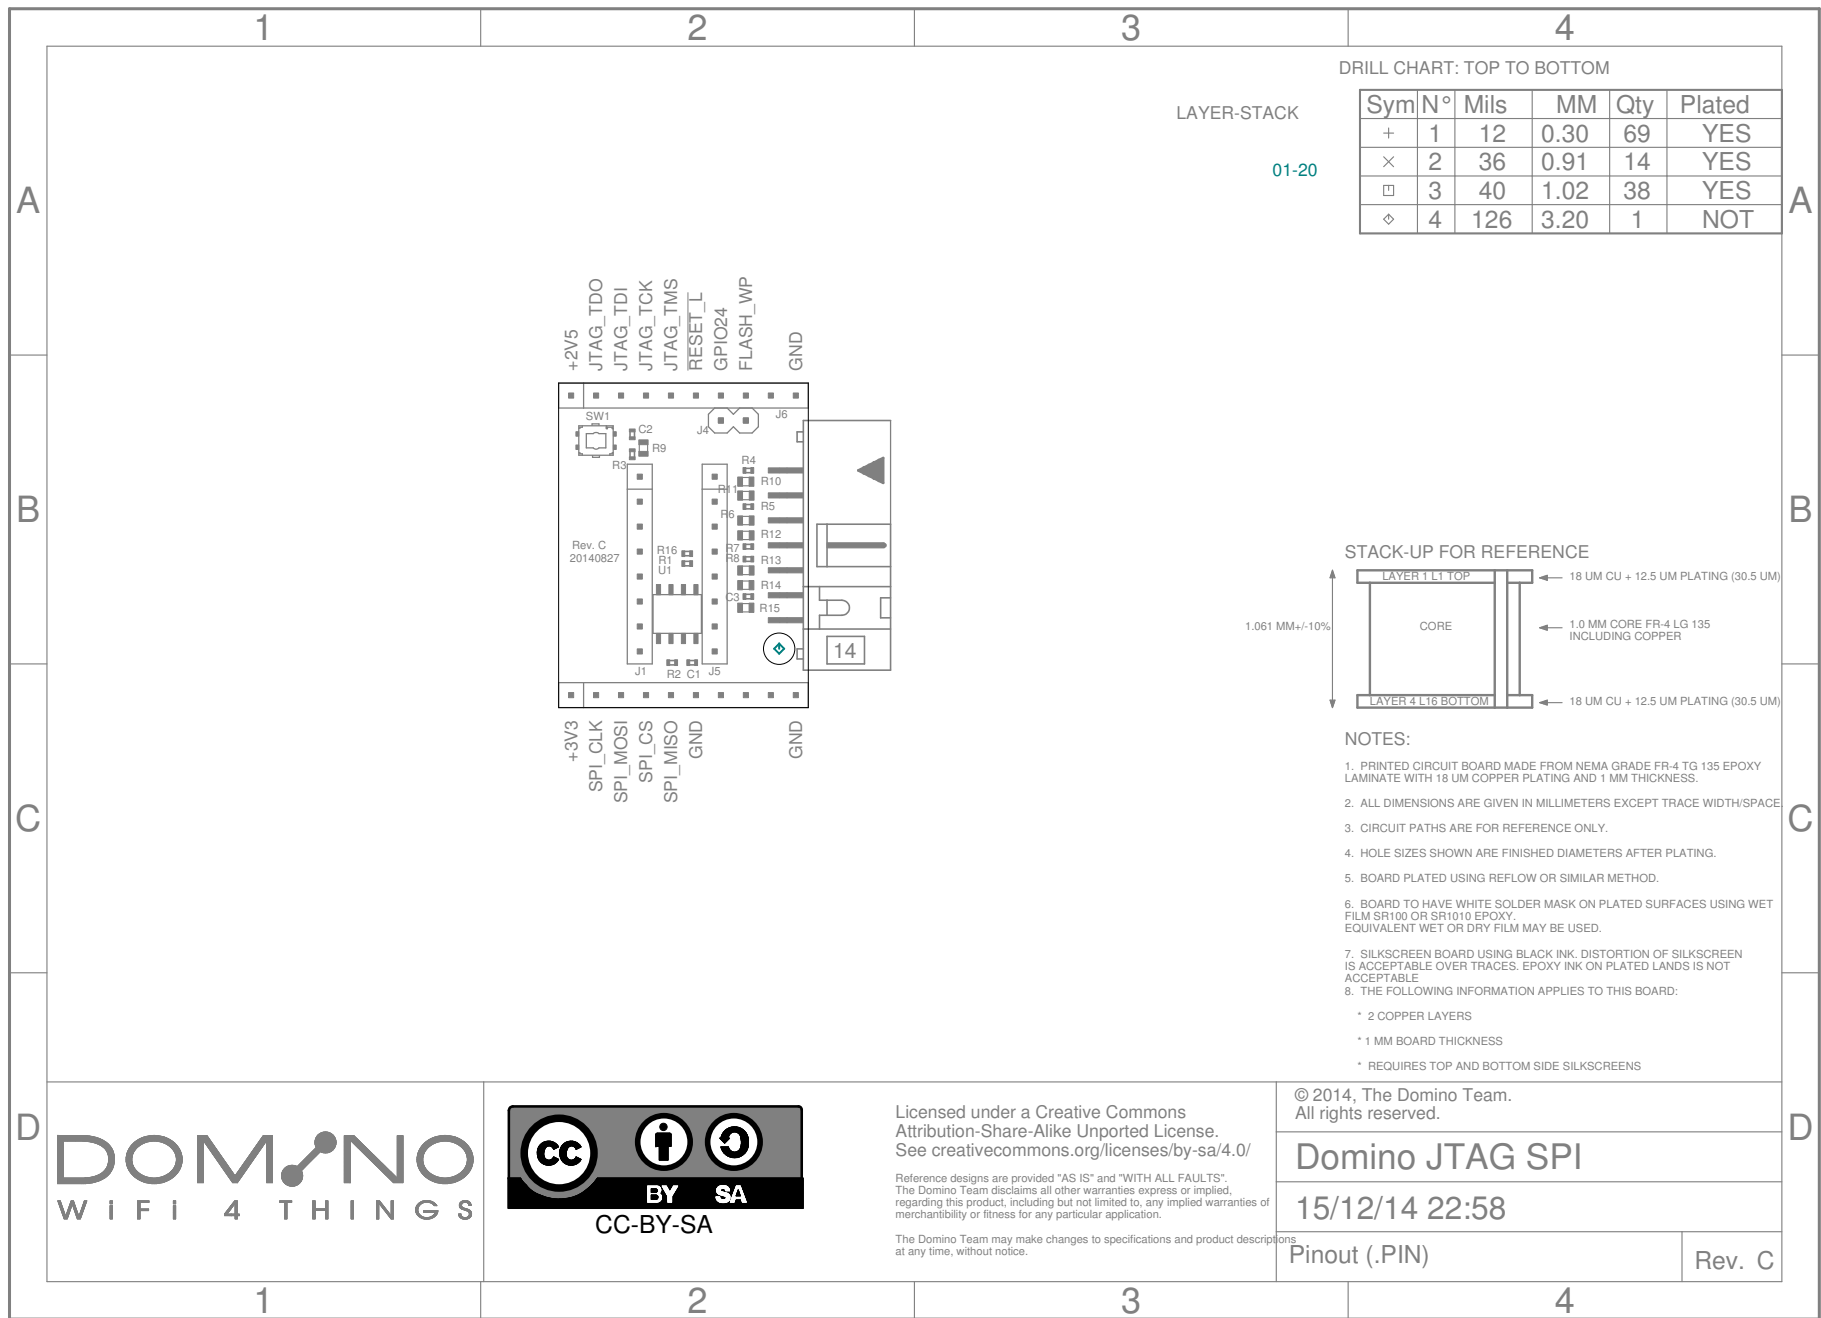 1 2 3 4
A
B
C
D
A
B
C
D
DRILL CHART: TOP TO BOTTOM
LAYER-STACK
01-20
Sym N° Mils MM Qty Plated
+ 1 12 0.30 69 YES
× 2 36 0.91 14 YES
3 40 1.02 38 YES
4 126 3.20 1 NOT
+2V5
JTAG_TDO
JTAG_TDI
JTAG_TCK
JTAG_TMS
RESET_L
GPIO24
FLASH_WP
GND
SW1
C2
R9
R3
J4
J6
R4
R10
R11
R5
R6
R12
R7
R8
R13
R14
C3
R15
Rev. C
20140827
R16
R1
U1
J1
R2
C1
J5
14
+3V3
SPI_CLK
SPI_MOSI
SPI_CS
SPI_MISO
GND
GND
STACK-UP FOR REFERENCE
LAYER 1 L1 TOP
18 UM CU + 12.5 UM PLATING (30.5 UM)
1.061 MM+/-10%
CORE
1.0 MM CORE FR-4 LG 135
INCLUDING COPPER
LAYER 4 L16 BOTTOM
18 UM CU + 12.5 UM PLATING (30.5 UM)
NOTES:
1. PRINTED CIRCUIT BOARD MADE FROM NEMA GRADE FR-4 TG 135 EPOXY
LAMINATE WITH 18 UM COPPER PLATING AND 1 MM THICKNESS.
2. ALL DIMENSIONS ARE GIVEN IN MILLIMETERS EXCEPT TRACE WIDTH/SPACE
3. CIRCUIT PATHS ARE FOR REFERENCE ONLY.
4. HOLE SIZES SHOWN ARE FINISHED DIAMETERS AFTER PLATING.
5. BOARD PLATED USING REFLOW OR SIMILAR METHOD.
6. BOARD TO HAVE WHITE SOLDER MASK ON PLATED SURFACES USING WET
FILM SR100 OR SR1010 EPOXY.
EQUIVALENT WET OR DRY FILM MAY BE USED.
7. SILKSCREEN BOARD USING BLACK INK. DISTORTION OF SILKSCREEN
IS ACCEPTABLE OVER TRACES. EPOXY INK ON PLATED LANDS IS NOT
ACCEPTABLE
8. THE FOLLOWING INFORMATION APPLIES TO THIS BOARD:
* 2 COPPER LAYERS
* 1 MM BOARD THICKNESS
* REQUIRES TOP AND BOTTOM SIDE SILKSCREENS
DOMINO
WiFi 4 THINGS
cc
BY SA
CC-BY-SA
Licensed under a Creative Commons
Attribution-Share-Alike Unported License.
See creativecommons.org/licenses/by-sa/4.0/
Reference designs are provided "AS IS" and "WITH ALL FAULTS".
The Domino Team disclaims all other warranties express or implied,
regarding this product, including but not limited to, any implied warranties of
merchantibility or fitness for any particular application.
The Domino Team may make changes to specifications and product descriptions
at any time, without notice.
© 2014, The Domino Team.
All rights reserved.
Domino JTAG SPI
15/12/14 22:58
Pinout (.PIN)
Rev. C
1 2 3 4